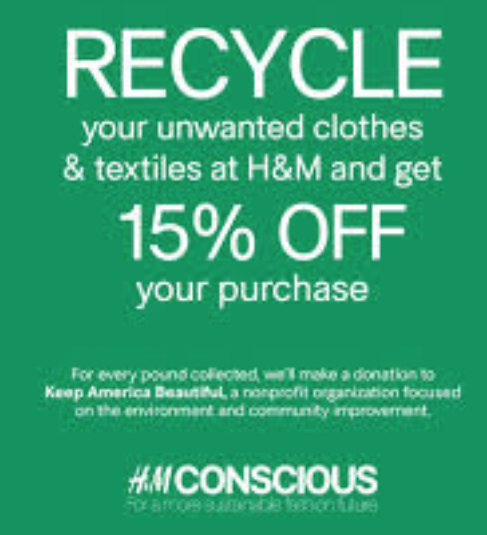 RECYCLE
your unwanted clothes
& textiles at H&M and get
15% OFF
your purchase
For every pound collected, we'll make a donation to
Keep America Beautiful, a nonprofit organization focused
on the environment and community improvement.
H&M CONSCIOUS
For a more sustainable fashion future